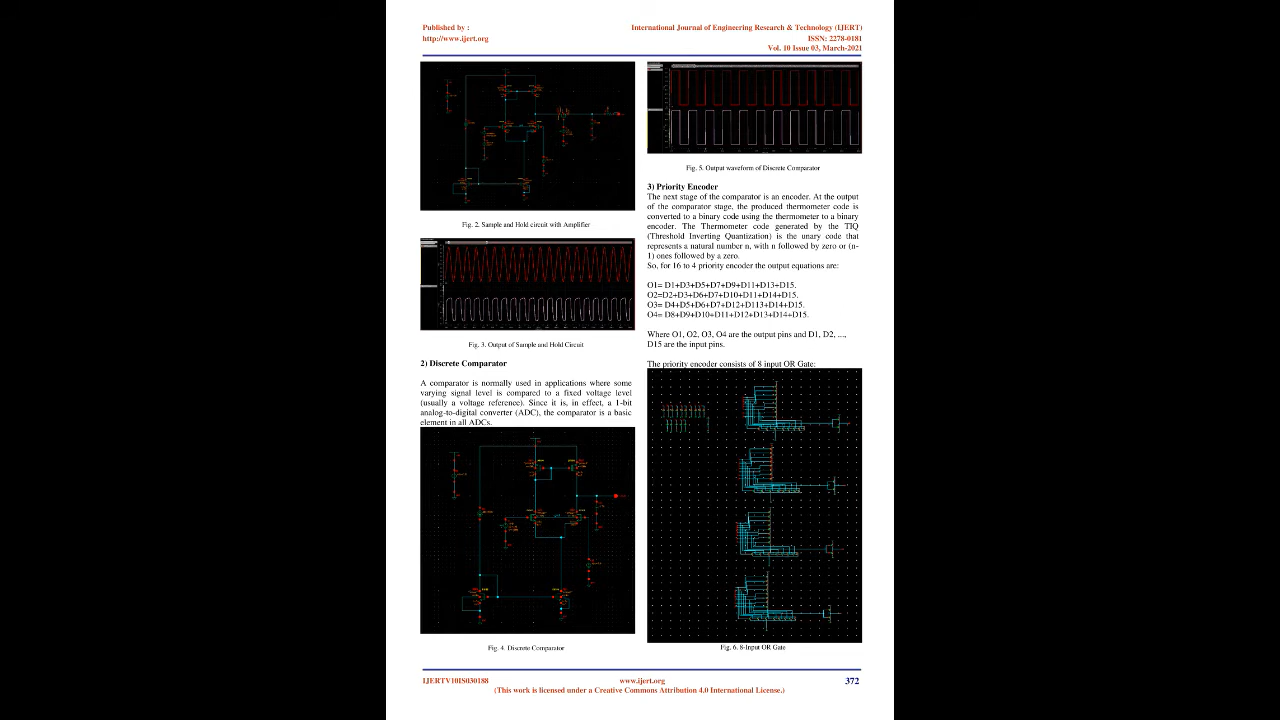 Published by :
http://www.ijert.org
International Journal of Engineering Research & Technology (IJERT)
ISSN: 2278-0181
Vol. 10 Issue 03, March-2021
Fig. 2. Sample and Hold circuit with Amplifier
Fig. 3. Output of Sample and Hold Circuit
2) Discrete Comparator
A comparator is normally used in applications where some
varying signal level is compared to a fixed voltage level
(usually a voltage reference). Since it is, in effect, a 1-bit
analog-to-digital converter (ADC), the comparator is a basic
element in all ADCs.
Fig. 4. Discrete Comparator
Fig. 5. Output waveform of Discrete Comparator
3) Priority Encoder
The next stage of the comparator is an encoder. At the output
of the comparator stage, the produced thermometer code is
converted to a binary code using the thermometer to a binary
encoder. The Thermometer code generated by the TIQ
(Threshold Inverting Quantization) is the unary code that
represents a natural number n, with n followed by zero or (n-
1) ones followed by a zero.
So, for 16 to 4 priority encoder the output equations are:
O1= D1+D3+D5+D7+D9+D11+D13+D15.
O2=D2+D3+D6+D7+D10+D11+D14+D15.
O3= D4+D5+D6+D7+D12+D113+D14+D15.
O4= D8+D9+D10+D11+D12+D13+D14+D15.
Where O1, O2, O3, O4 are the output pins and D1, D2, ...,
D15 are the input pins.
The priority encoder consists of 8 input OR Gate:
Fig. 6. 8-Input OR Gate
IJERTV10IS030188
www.ijert.org
372
(This work is licensed under a Creative Commons Attribution 4.0 International License.)